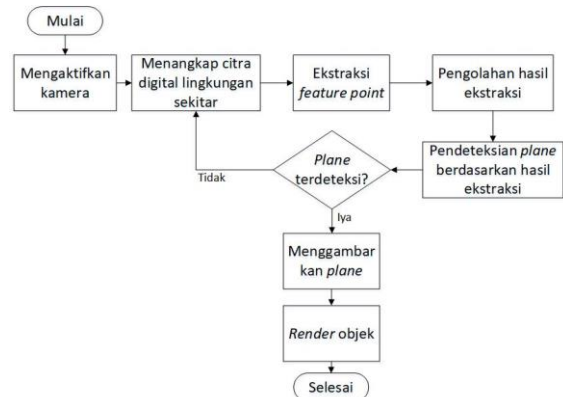 Mulai
Mengaktifkan
kamera
Menangkap citra
digital lingkungan
sekitar
Ekstraksi
feature point
Pengolahan hasil
ekstraksi
Pendeteksian plane
berdasarkan hasil
ekstraksi
Plane
terdeteksi?
Tidak
Iya
Menggambar
kan plane
Render objek
Selesai